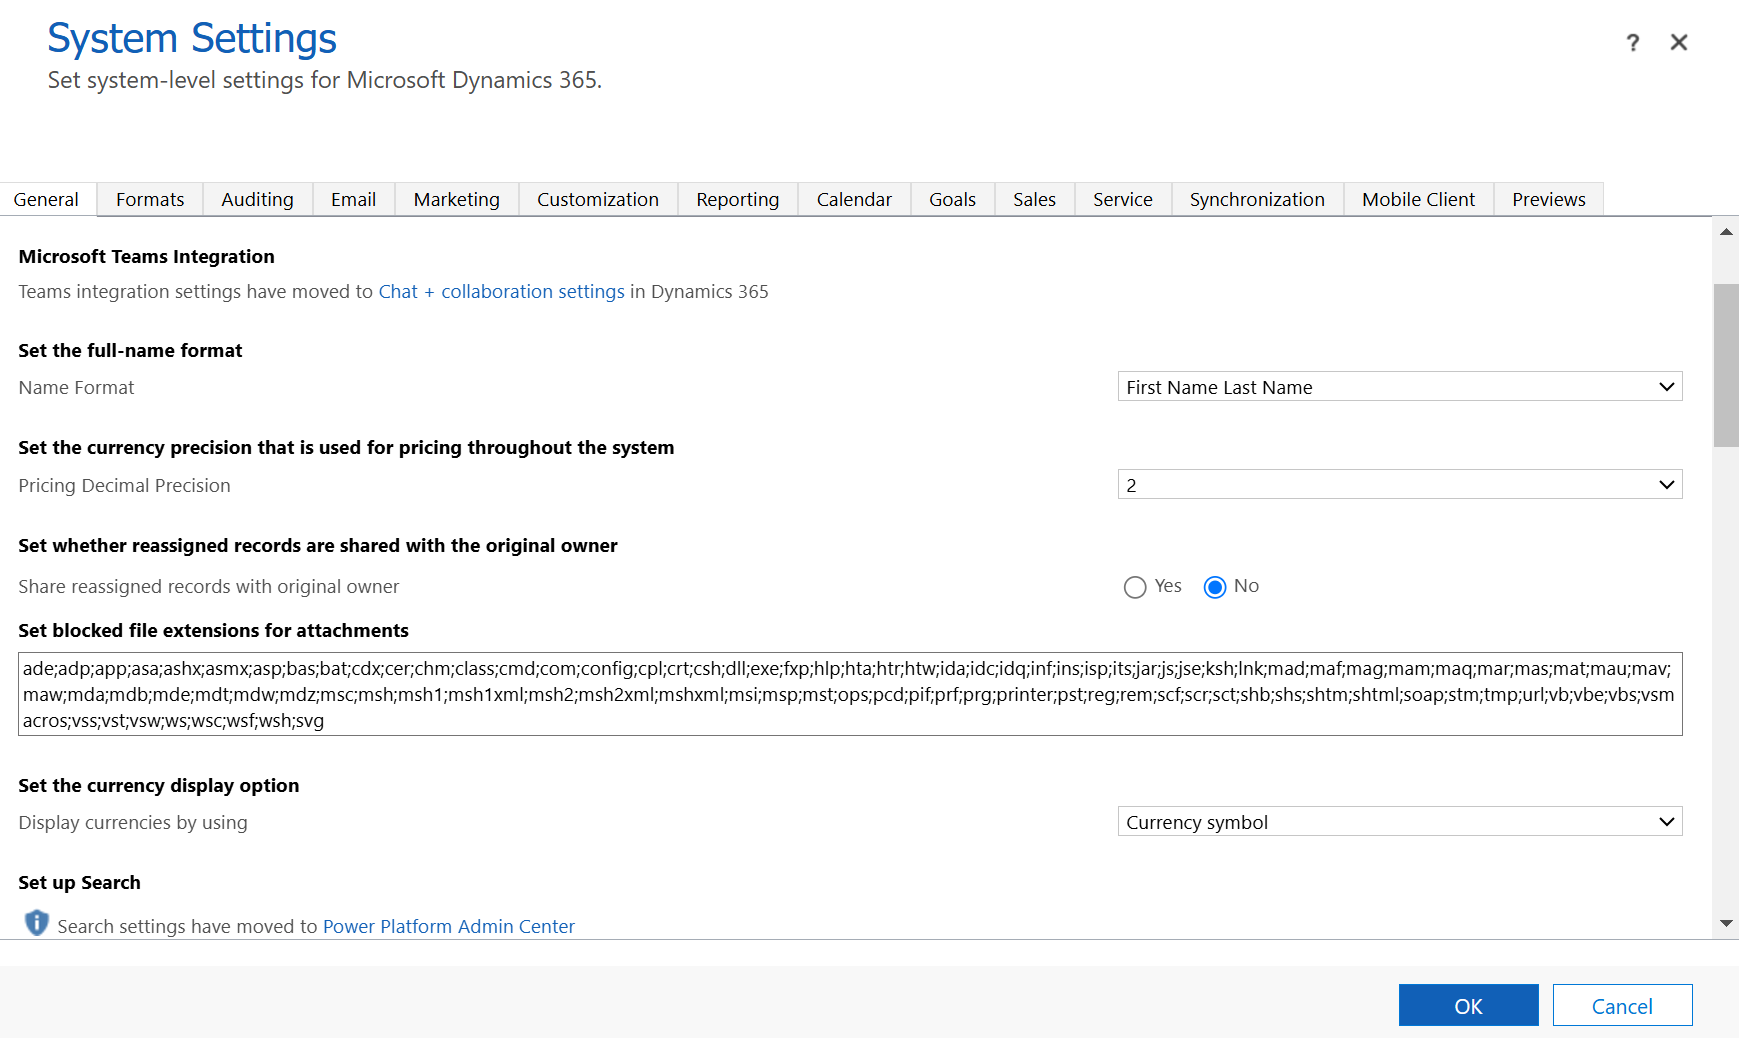 System Settings
?
Set system-level settings for Microsoft Dynamics 365.
General Formats Auditing Email Marketing Customization Reporting Calendar Goals Sales Service Synchronization Mobile Client Previews
Microsoft Teams Integration
Teams integration settings have moved to Chat + collaboration settings in Dynamics 365
Set the full-name format
Name Format First Name Last Name
Set the currency precision that is used for pricing throughout the system
Pricing Decimal Precision 2
Set whether reassigned records are shared with the original owner
Share reassigned records with original owner Yes No
Set blocked file extensions for attachments
ade;adp;app;asa;ashx;asmx;asp;bas;bat;cdx;cer;chm;class;cmd;com;config;cpl;crt;csh;dll;exe;fxp;hlp;hta;htr;htw;ida;idc;idq;inf;ins;isp;its;jar;js;jse;ksh;lnk;mad;maf;mag;mam;maq;mar;mas;mat;mau;mav;
maw;mda;mdb;mde;mdt;mdw;mdz;msc;msh;msh1;msh1xml;msh2;msh2xml;mshxml;msi;msp;mst;ops;pcd;pif;prf;prg;printer;pst;reg;rem;scf;scr;sct;shb;shs;shtm;shtml;soap;stm;tmp;url;vb;vbe;vbs;vsm
acros;vss;vst;vsw;ws;wsc;wsf;wsh;svg
Set the currency display option
Display currencies by using Currency symbol
Set up Search
Search settings have moved to Power Platform Admin Center
OK Cancel